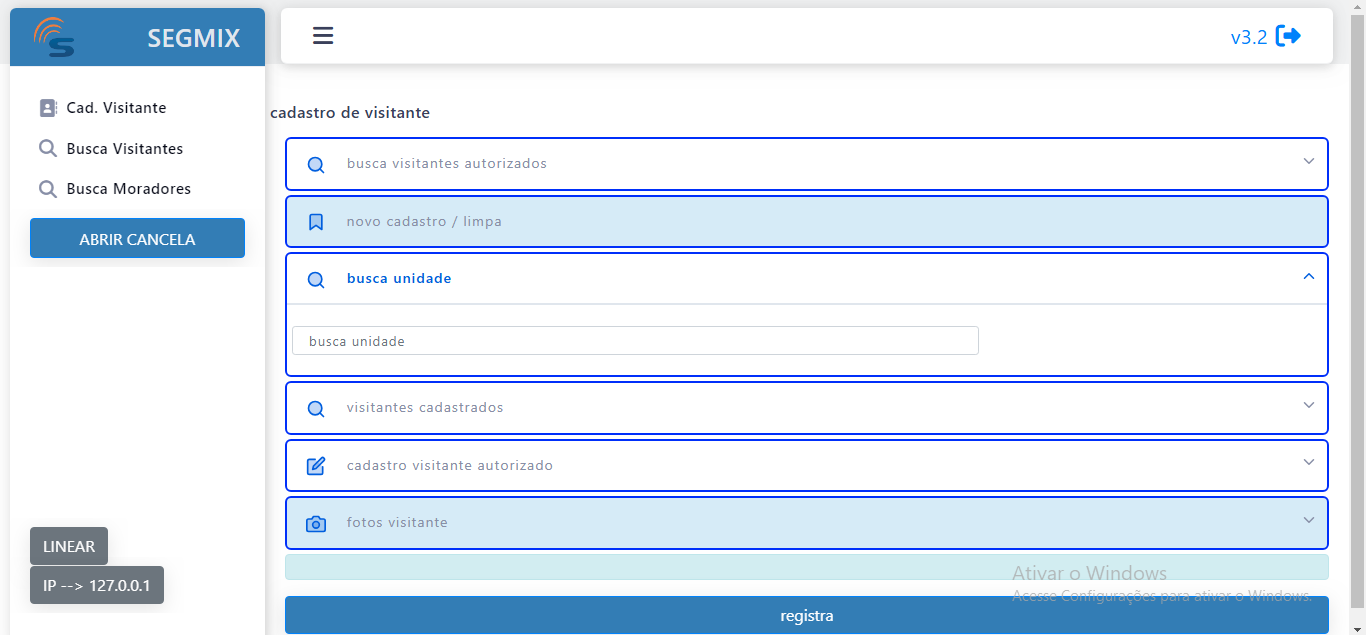 SEGMIX
v3.2
Cad. Visitante
Busca Visitantes
Busca Moradores
ABRIR CANCELA
LINEAR
IP --> 127.0.0.1
cadastro de visitante
busca visitantes autorizados
novo cadastro / limpa
busca unidade
busca unidade
visitantes cadastrados
cadastro visitante autorizado
fotos visitante
Ativar o Windows
Acesse Configurações para ativar o Windows.
registra